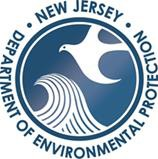 • NEW JERSEY •
DEPARTMENT OF ENVIRONMENTAL PROTECTION